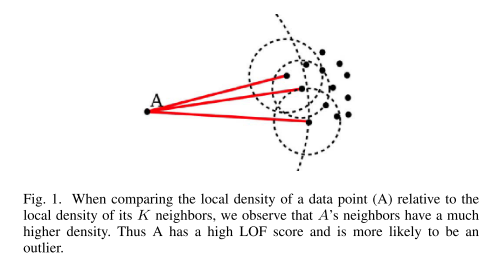 A
Fig. 1. When comparing the local density of a data point (A) relative to the
local density of its K neighbors, we observe that A's neighbors have a much
higher density. Thus A has a high LOF score and is more likely to be an
outlier.